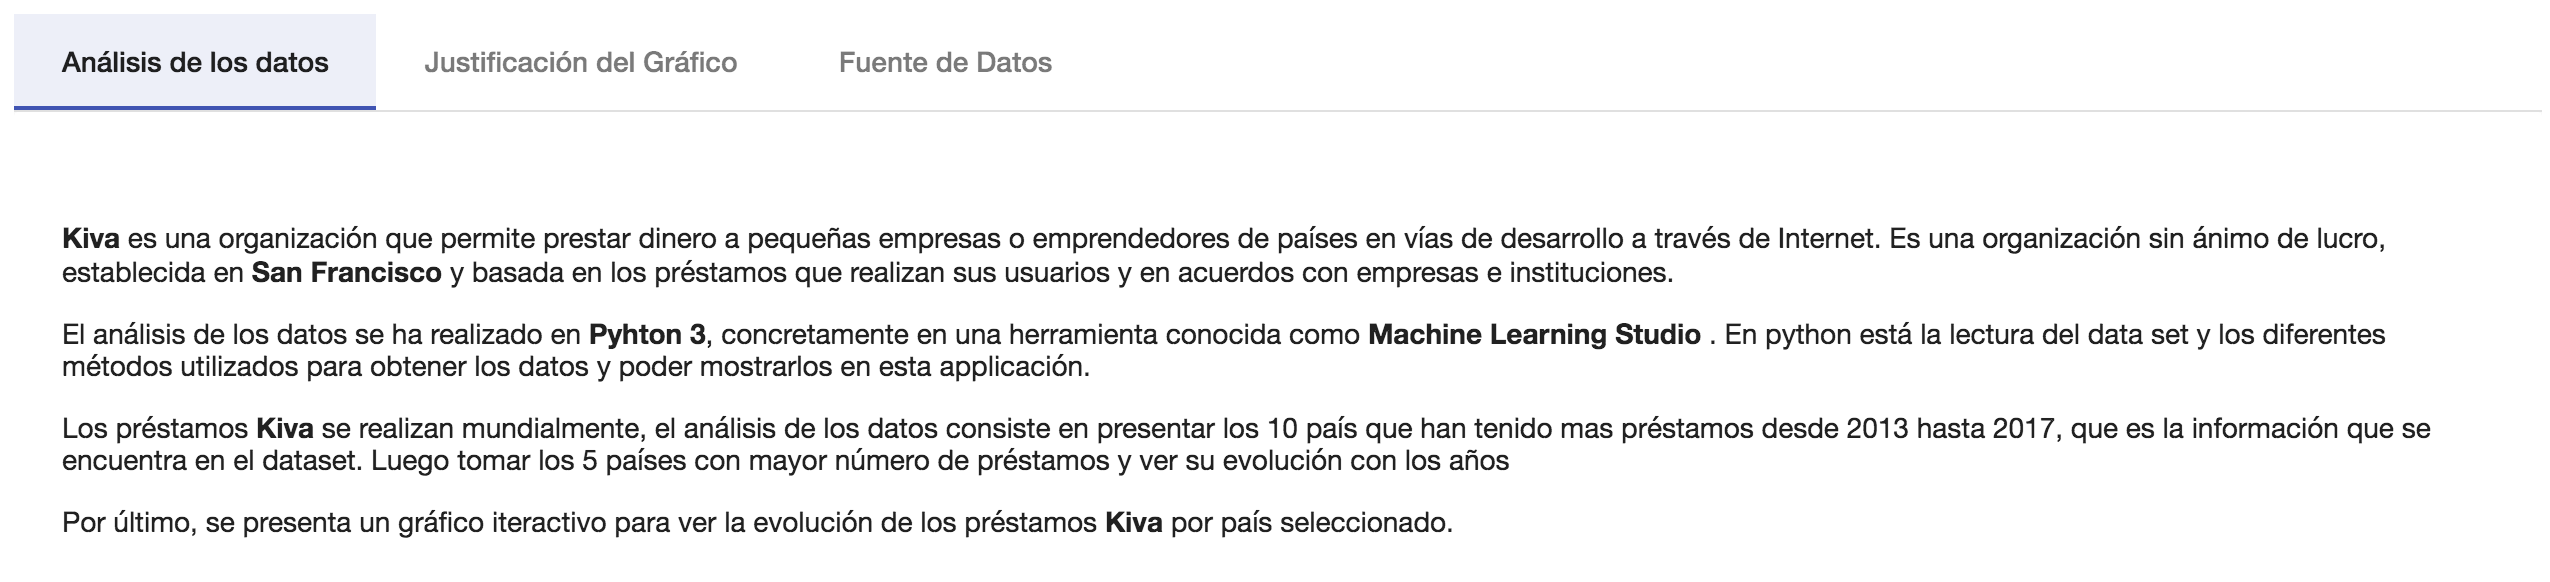 Análisis de los datos Justificación del Gráfico Fuente de Datos
Kiva es una organización que permite prestar dinero a pequeñas empresas o emprendedores de países en vías de desarrollo a través de Internet. Es una organización sin ánimo de lucro,
establecida en San Francisco y basada en los préstamos que realizan sus usuarios y en acuerdos con empresas e instituciones.
El análisis de los datos se ha realizado en Pyhton 3, concretamente en una herramienta conocida como Machine Learning Studio . En python está la lectura del data set y los diferentes
métodos utilizados para obtener los datos y poder mostrarlos en esta applicación.
Los préstamos Kiva se realizan mundialmente, el análisis de los datos consiste en presentar los 10 país que han tenido mas préstamos desde 2013 hasta 2017, que es la información que se
encuentra en el dataset. Luego tomar los 5 países con mayor número de préstamos y ver su evolución con los años
Por último, se presenta un gráfico iteractivo para ver la evolución de los préstamos Kiva por país seleccionado.